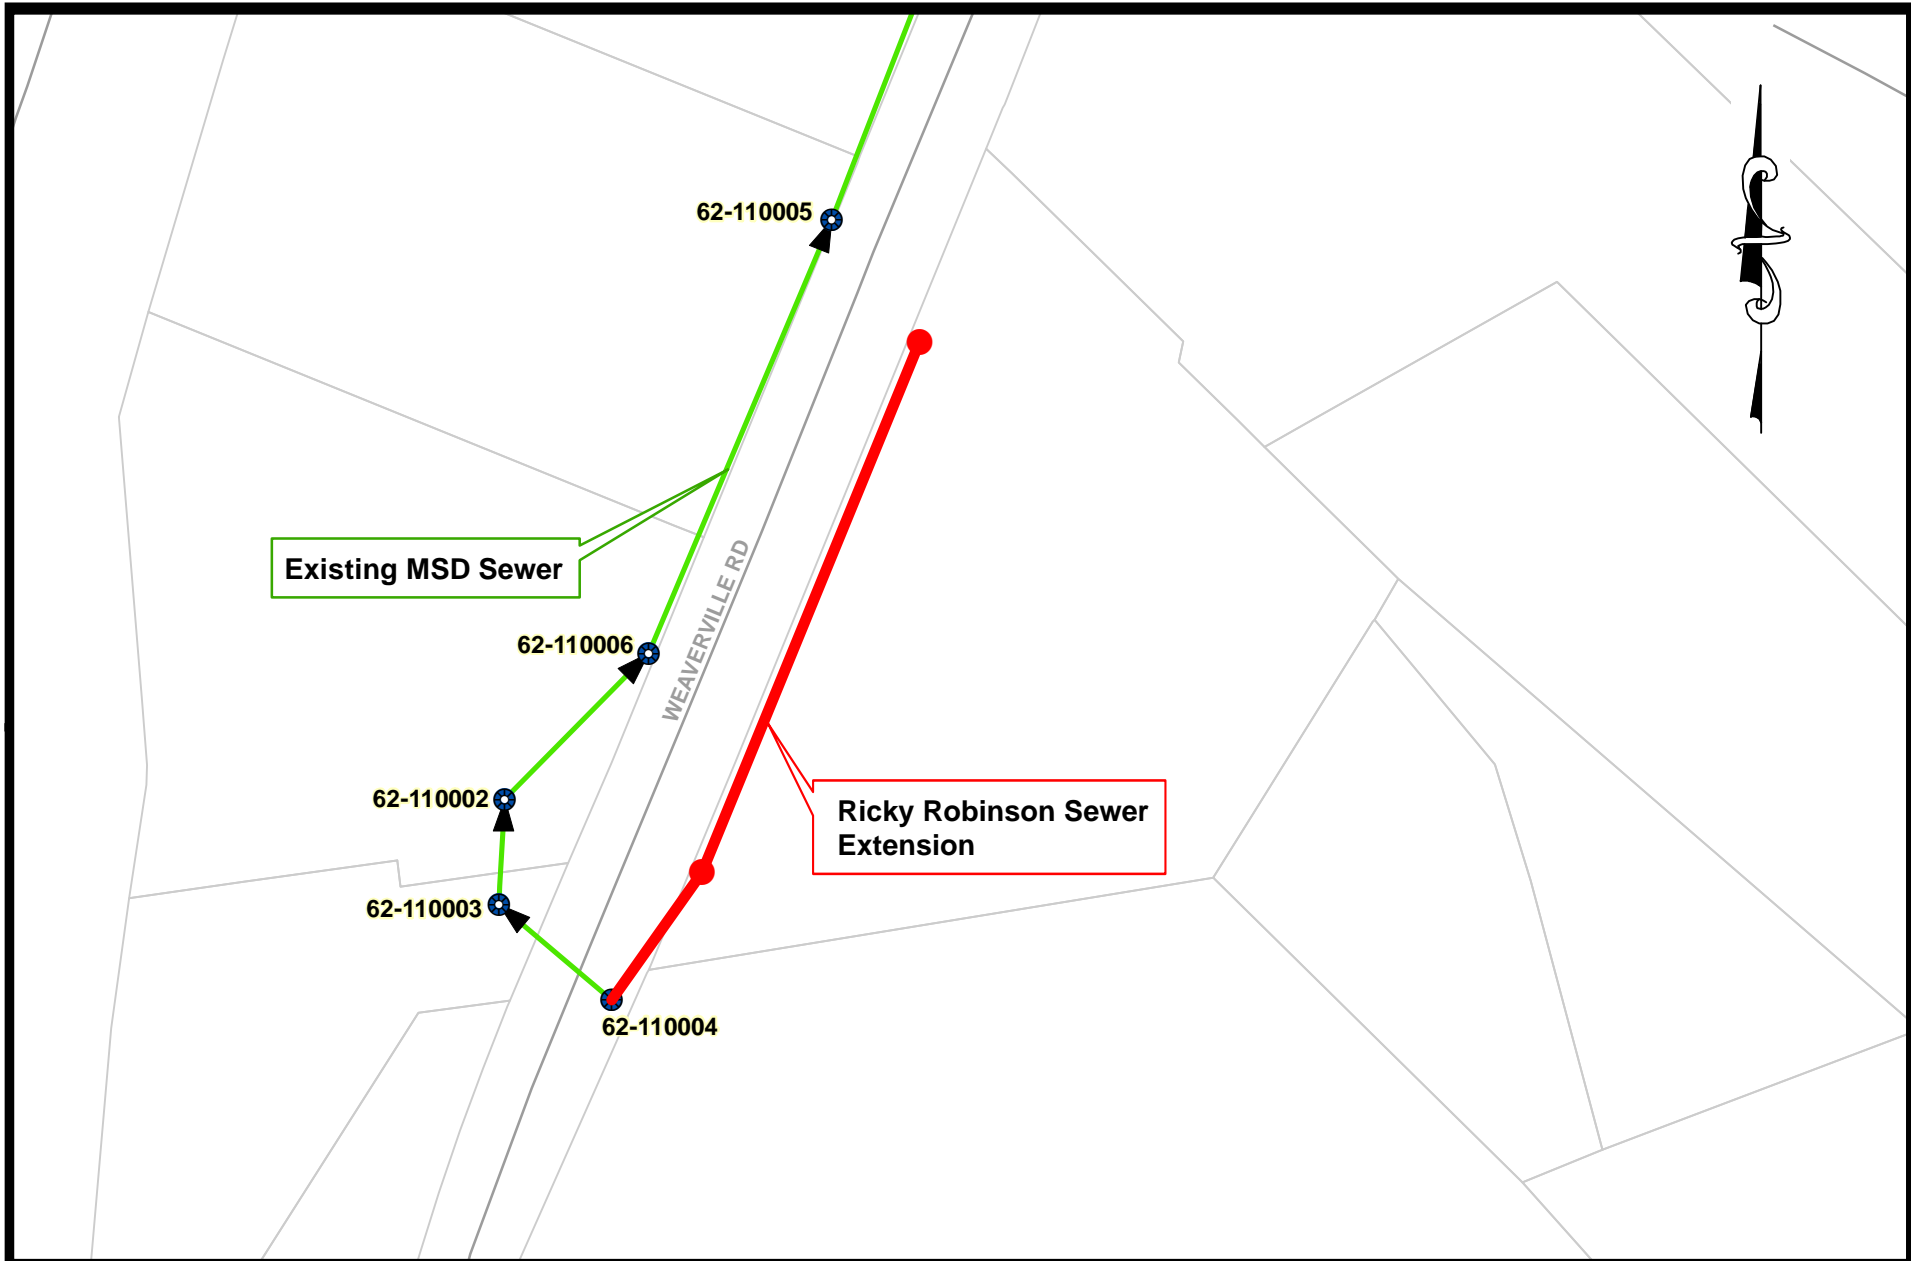 62-110005
Existing MSD Sewer
WEAVERVILLE RD
62-110006
62-110002
Ricky Robinson Sewer
Extension
62-110003
62-110004